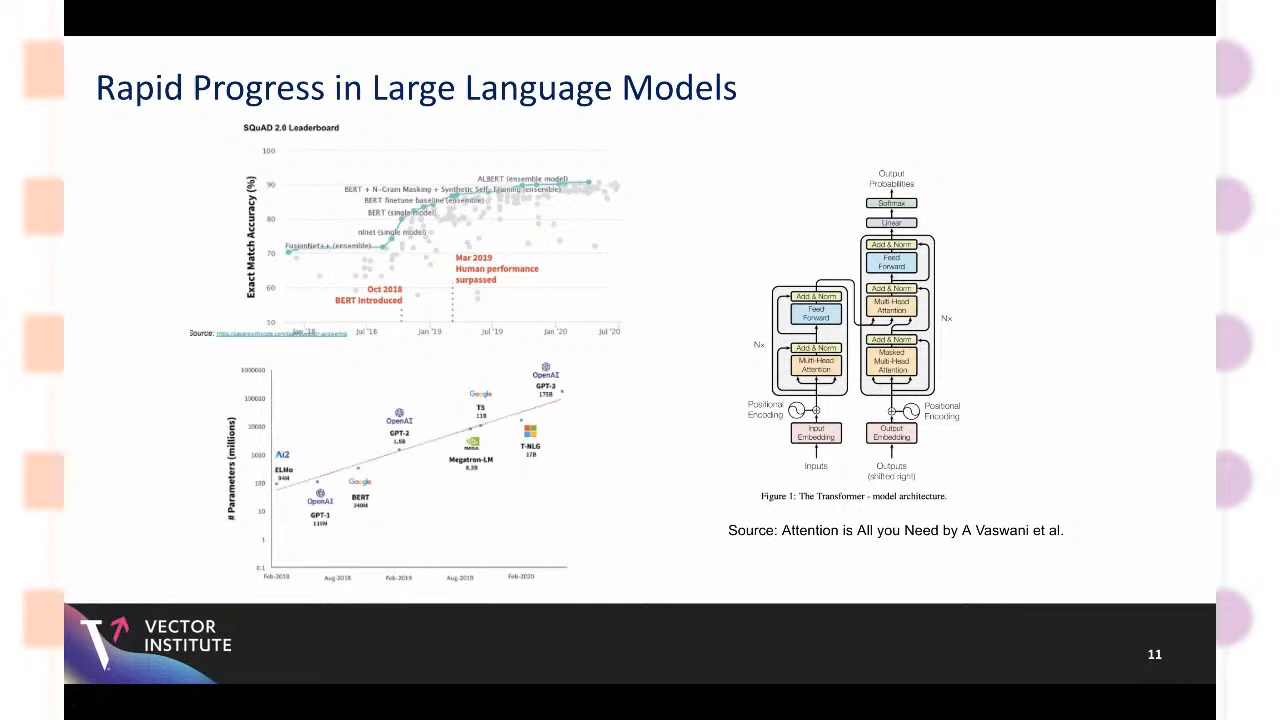 Rapid Progress in Large Language Models
SQuAD 2.0 Leaderboard
Exact Match Accuracy (%)
100
90
80
70
60
50
ALBERT (ensemble model)
BERT + N-Gram Masking + Synthetic Self-Training (ensemble)
BERT finetune baseline (ensemble)
BERT (single model)
nlnet (single model)
FusionNet++ (ensemble)
Mar 2019
Human performance
surpassed
Oct 2018
BERT Introduced
Jan '18
Jul '18
Jan '19
Jul '19
Jan '20
Jul '20
Source:
# Parameters (millions)
1000000
100000
10000
1000
100
10
1
0.1
Ai2
ELMo
94M
OpenAI
GPT-1
110M
Google
BERT
340M
OpenAI
GPT-2
1.5B
Google
T5
11B
NVIDIA
Megatron-LM
8.3B
T-NLG
17B
OpenAI
GPT-3
175B
Feb-2018
Aug-2018
Feb-2019
Aug-2019
Feb-2020
Output
Probabilities
Softmax
Linear
Add & Norm
Feed
Forward
Add & Norm
Multi-Head
Attention
Add & Norm
Masked
Multi-Head
Attention
Nx
Add & Norm
Feed
Forward
Add & Norm
Multi-Head
Attention
Nx
Positional
Encoding
Positional
Encoding
Input
Embedding
Output
Embedding
Inputs
Outputs
(shifted right)
Figure 1: The Transformer - model architecture.
Source: Attention is All you Need by A Vaswani et al.
VECTOR
INSTITUTE
11